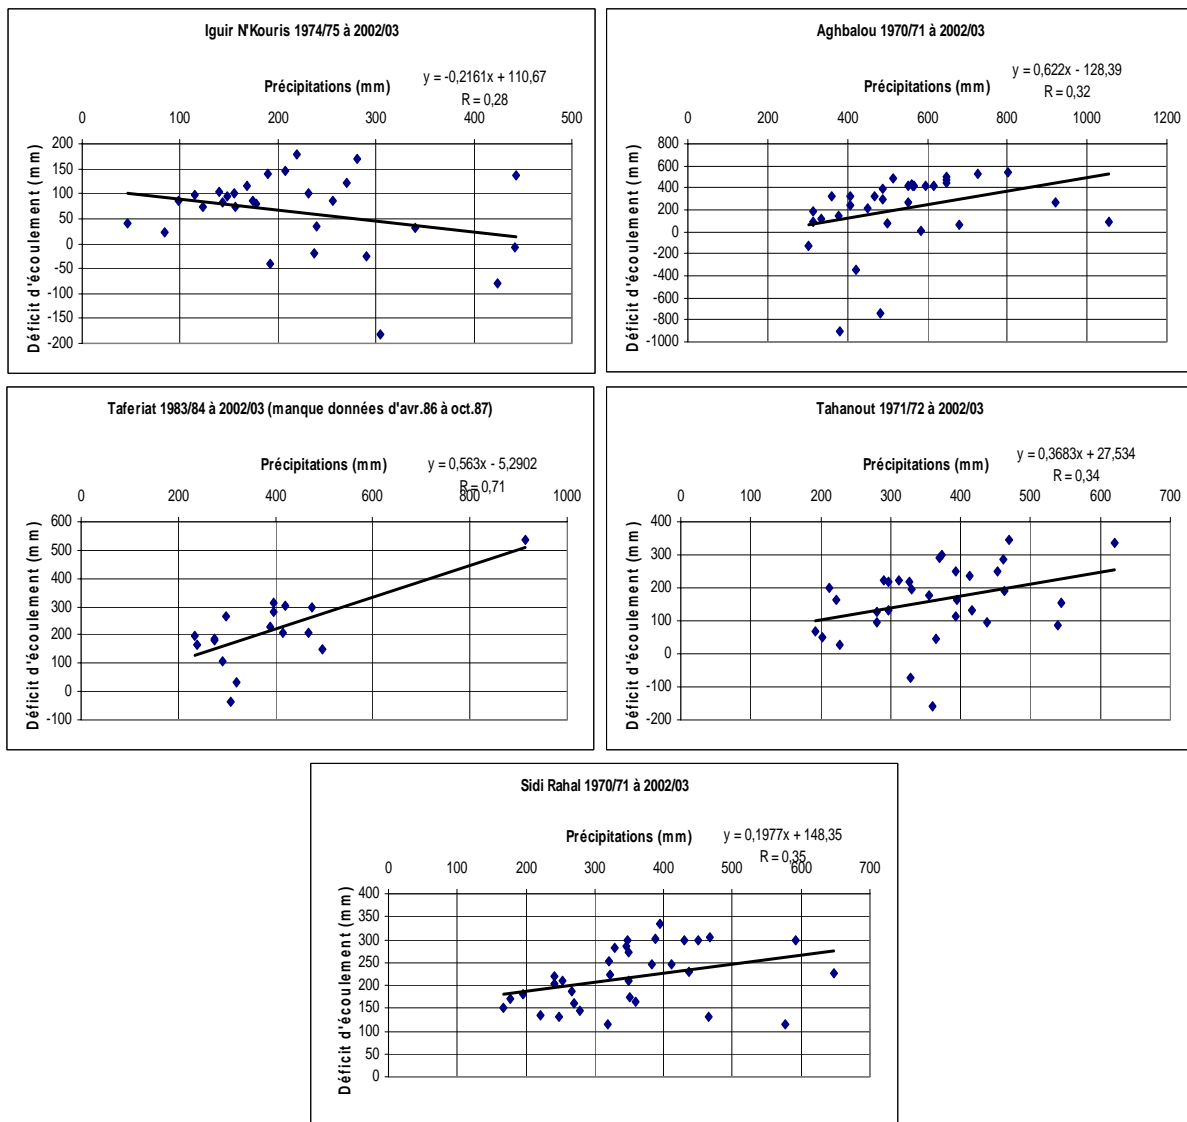 Iguir N'Kouris 1974/75 à 2002/03
Précipitations (mm)
y = -0,2161x + 110,67
R = 0,28
0 100 200 300 400 500
Déficit d'écoulement (mm)
200
150
100
50
0
-50
-100
-150
-200
Aghbalou 1970/71 à 2002/03
Précipitations (mm)
y = 0,622x - 128,39
R = 0,32
0 200 400 600 800 1000 1200
Déficit d'écoulement (mm)
800
600
400
200
0
-200
-400
-600
-800
-1000
Taferiat 1983/84 à 2002/03 (manque données d'avr.86 à oct.87)
Précipitations (mm)
y = 0,563x - 5,2902
R = 0,71
0 200 400 600 800 1000
Déficit d'écoulement (mm)
600
500
400
300
200
100
0
-100
Tahanout 1971/72 à 2002/03
Précipitations (mm)
y = 0,3683x + 27,534
R = 0,34
0 100 200 300 400 500 600 700
Déficit d'écoulement (mm)
400
300
200
100
0
-100
-200
Sidi Rahal 1970/71 à 2002/03
Précipitations (mm)
y = 0,1977x + 148,35
R = 0,35
0 100 200 300 400 500 600 700
Déficit d'écoulement (mm)
400
350
300
250
200
150
100
50
0